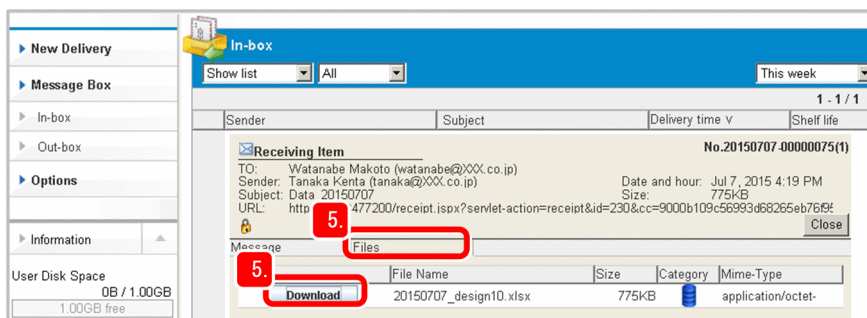 New Delivery
Message Box
In-box
Out-box
Options
Information
User Disk Space
0B / 1.00GB
1.00GB free
In-box
Show list All This week
1 - 1 / 1
Sender Subject Delivery time ∨ Shelf life
Receiving Item No.20150707-00000075(1)
TO: Watanabe Makoto (watanabe@XXX.co.jp)
Sender: Tanaka Kenta (tanaka@XXX.co.jp) Date and hour: Jul 7, 2015 4:19 PM
Subject: Data_20150707 Size: 775KB
URL: http 477200/receipt.jspx?servlet-action=receipt&id=230&cc=9000b109c56993d68265eb76f95
5.
Close
Message Files
5.
File Name Size Category Mime-Type
Download 20150707_design10.xlsx 775KB application/octet-